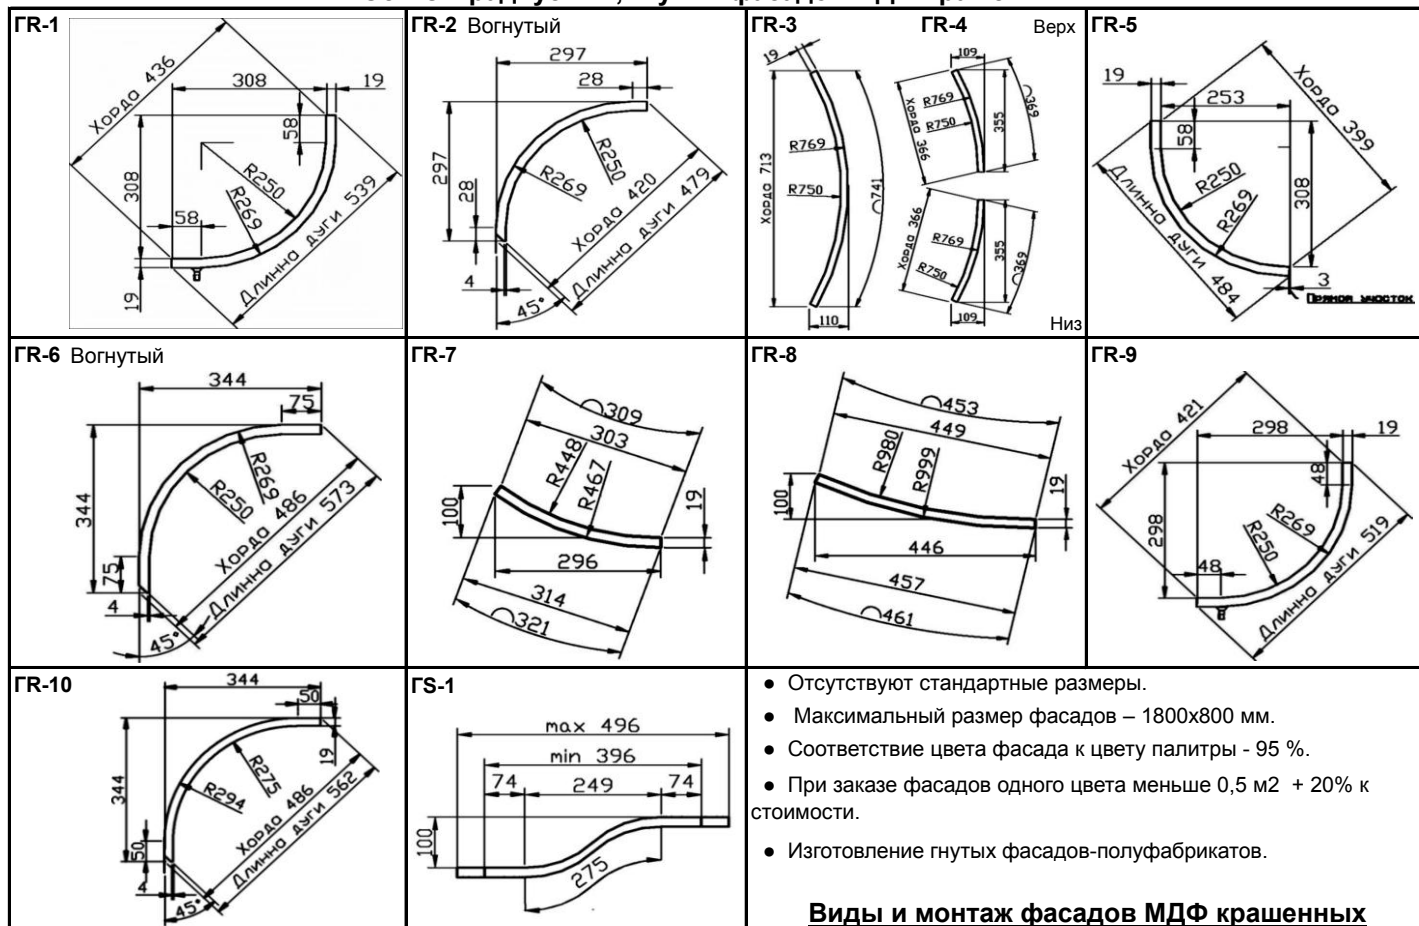 ГR-1
Хорда 436
308
19
58
308
R250
R269
58
19
Длинна дуги 539
ГR-2 Вогнутый
297
28
297
28
R250
R269
Хорда 420
Длинна дуги 479
4
45°
ГR-3
19
Хорда 713
R769
R750
741
110
ГR-4
Верх
109
R769
R750
Хорда 366
355
369
Хорда 366
R769
R750
355
369
109
Низ
ГR-5
19
253
Хорда 399
58
R250
R269
308
Длинна дуги 484
3
Прямой участок
ГR-6 Вогнутый
344
75
344
75
R269
R250
Хорда 486
Длинна дуги 573
4
45°
ГR-7
309
303
R448
R467
100
19
296
314
321
ГR-8
453
449
R980
R999
100
19
446
457
461
ГR-9
Хорда 421
298
19
48
298
R269
R250
48
Длинна дуги 519
ГR-10
344
50
19
344
R275
R294
50
Хорда 486
Длинна дуги 562
4
45°
ГS-1
max 496
min 396
74
249
74
100
275
● Отсутствуют стандартные размеры.
● Максимальный размер фасадов – 1800х800 мм.
● Соответствие цвета фасада к цвету палитры - 95 %.
● При заказе фасадов одного цвета меньше 0,5 м2 + 20% к
стоимости.
● Изготовление гнутых фасадов-полуфабрикатов.
Виды и монтаж фасадов МДФ крашенных